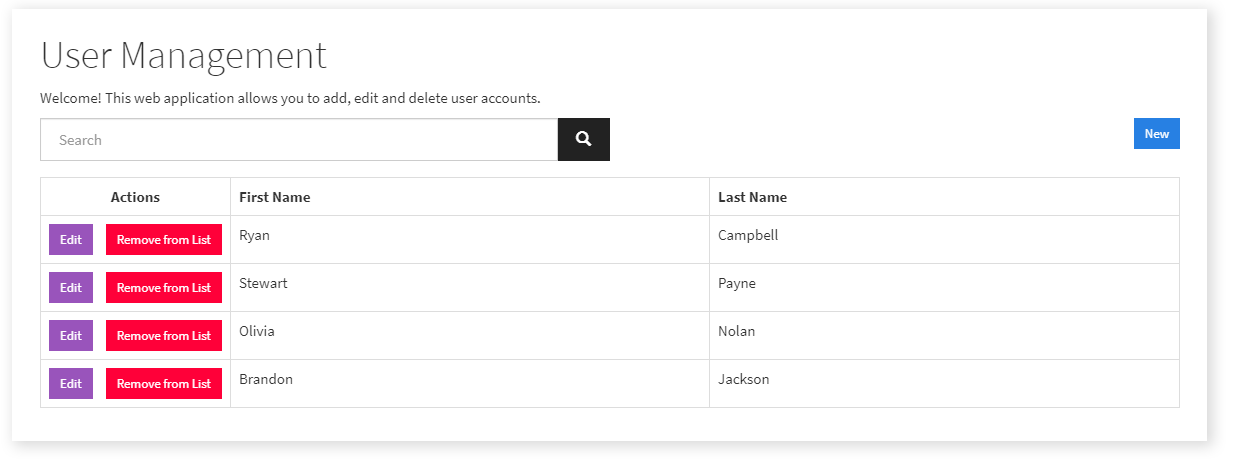 User Management
Welcome! This web application allows you to add, edit and delete user accounts.
Search
New
Actions First Name Last Name
Edit Remove from List Ryan Campbell
Edit Remove from List Stewart Payne
Edit Remove from List Olivia Nolan
Edit Remove from List Brandon Jackson